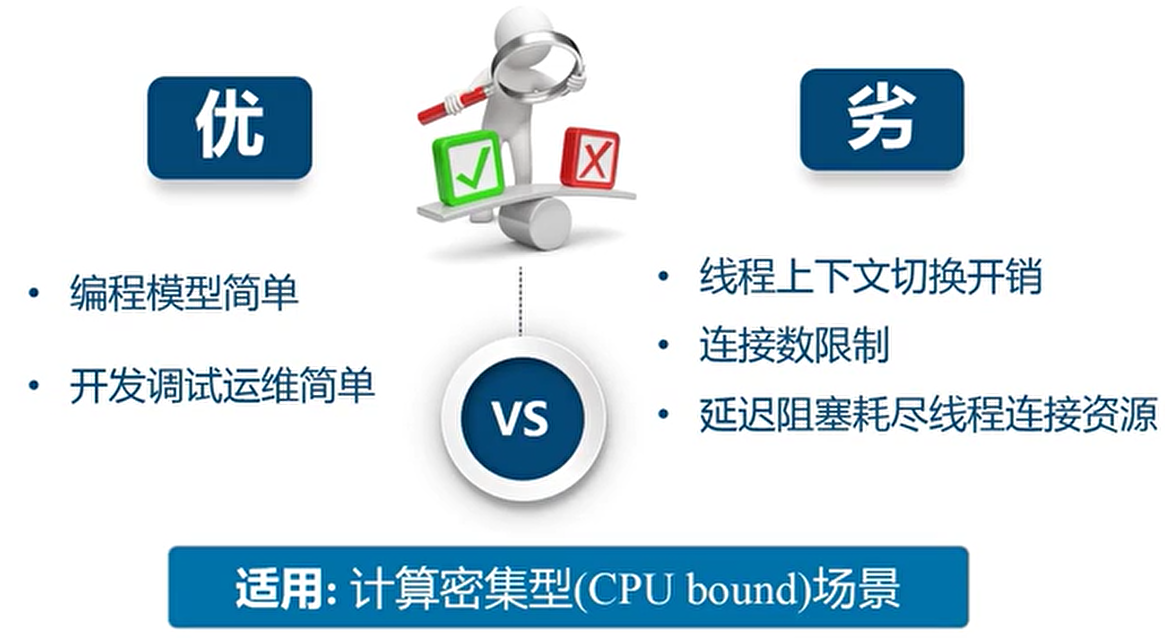 优
劣
• 编程模型简单
• 开发调试运维简单
• 线程上下文切换开销
• 连接数限制
• 延迟阻塞耗尽线程连接资源
VS
适用: 计算密集型(CPU bound)场景